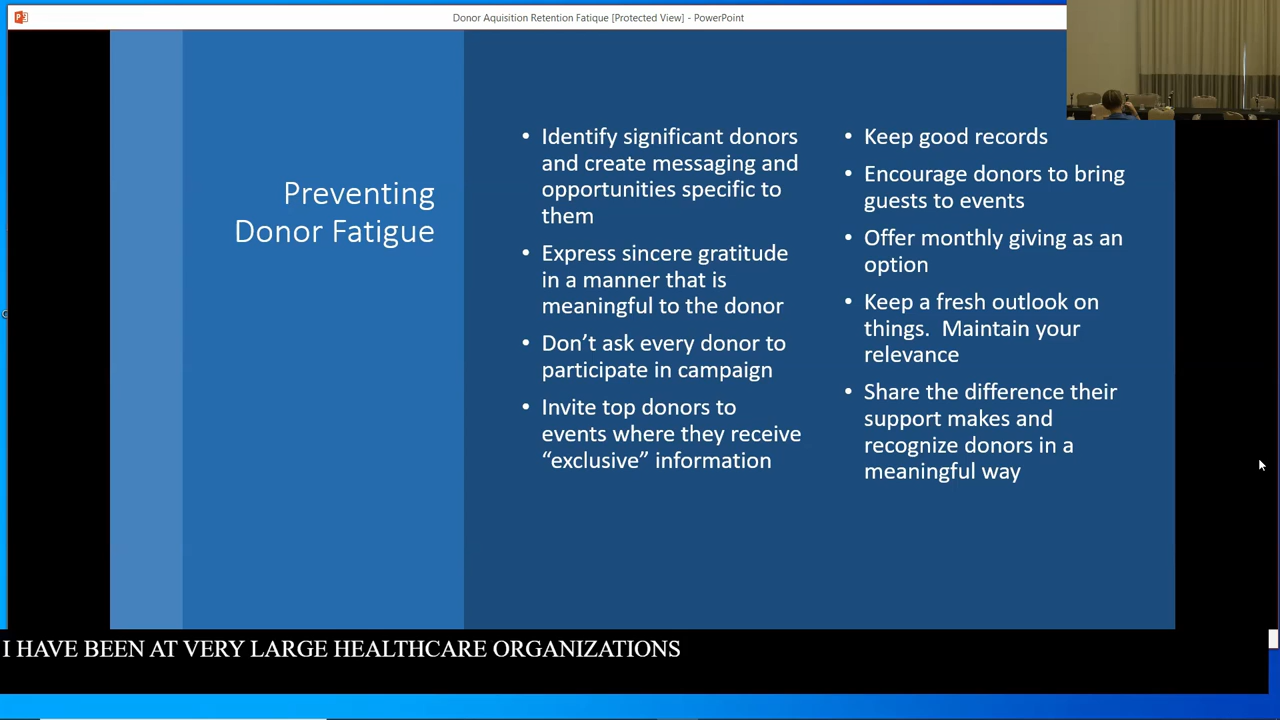 Donor Aquisition Retention Fatique [Protected View] - PowerPoint
Preventing
Donor Fatigue
• Identify significant donors
and create messaging and
opportunities specific to
them
• Express sincere gratitude
in a manner that is
meaningful to the donor
• Don’t ask every donor to
participate in campaign
• Invite top donors to
events where they receive
“exclusive” information
• Keep good records
• Encourage donors to bring
guests to events
• Offer monthly giving as an
option
• Keep a fresh outlook on
things.  Maintain your
relevance
• Share the difference their
support makes and
recognize donors in a
meaningful way
I HAVE BEEN AT VERY LARGE HEALTHCARE ORGANIZATIONS